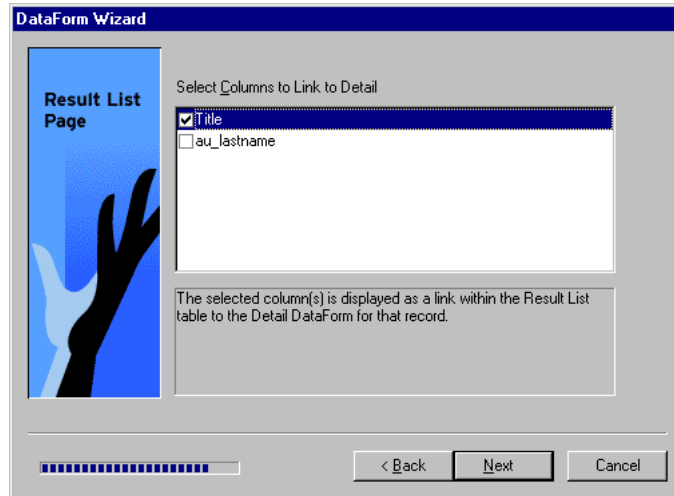 DataForm Wizard
Result List
Page
Select Columns to Link to Detail
Title
au_lastname
The selected column(s) is displayed as a link within the Result List
table to the Detail DataForm for that record.
< Back
Next
Cancel